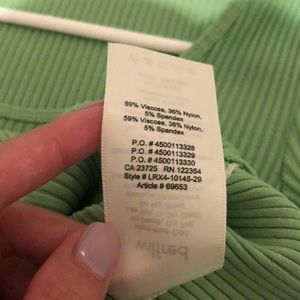 59% Viscose, 36% Nylon,
5% Spandex
59% Viscose, 36% Nylon,
5% Spandex
P.O. # 4500113328
P.O. # 4500113329
P.O. # 4500113330
CA 23725 RN 122354
Style # LRX4-10145-29
Article # 69653
wilfred